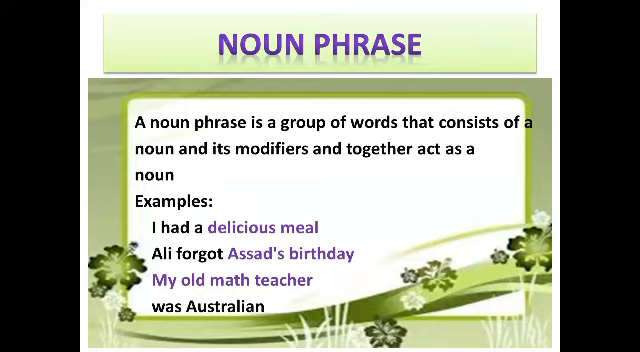 NOUN PHRASE
A noun phrase is a group of words that consists of a
noun and its modifiers and together act as a
noun
Examples:
I had a delicious meal
Ali forgot Assad's birthday
My old math teacher
was Australian